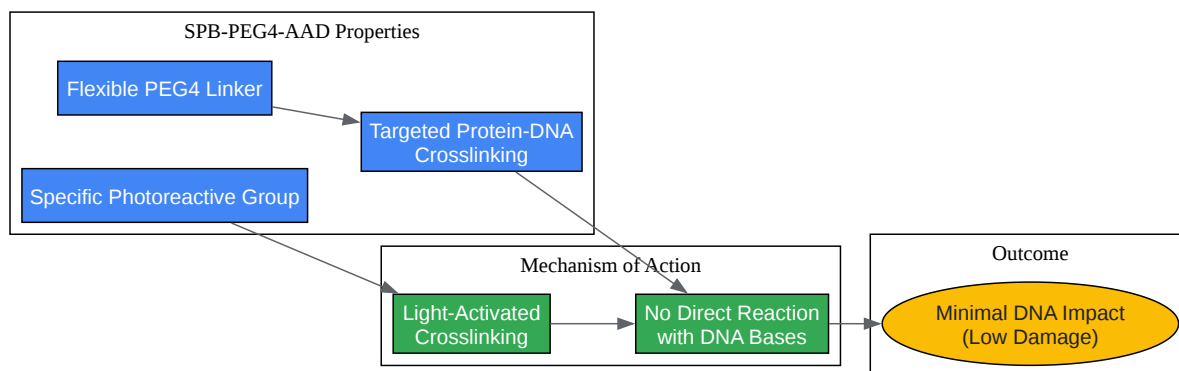 SPB-PEG4-AAD Properties
Flexible PEG4 Linker
Targeted Protein-DNA
Crosslinking
Specific Photoreactive Group
Mechanism of Action
Light-Activated
Crosslinking
No Direct Reaction
with DNA Bases
Outcome
Minimal DNA Impact
(Low Damage)